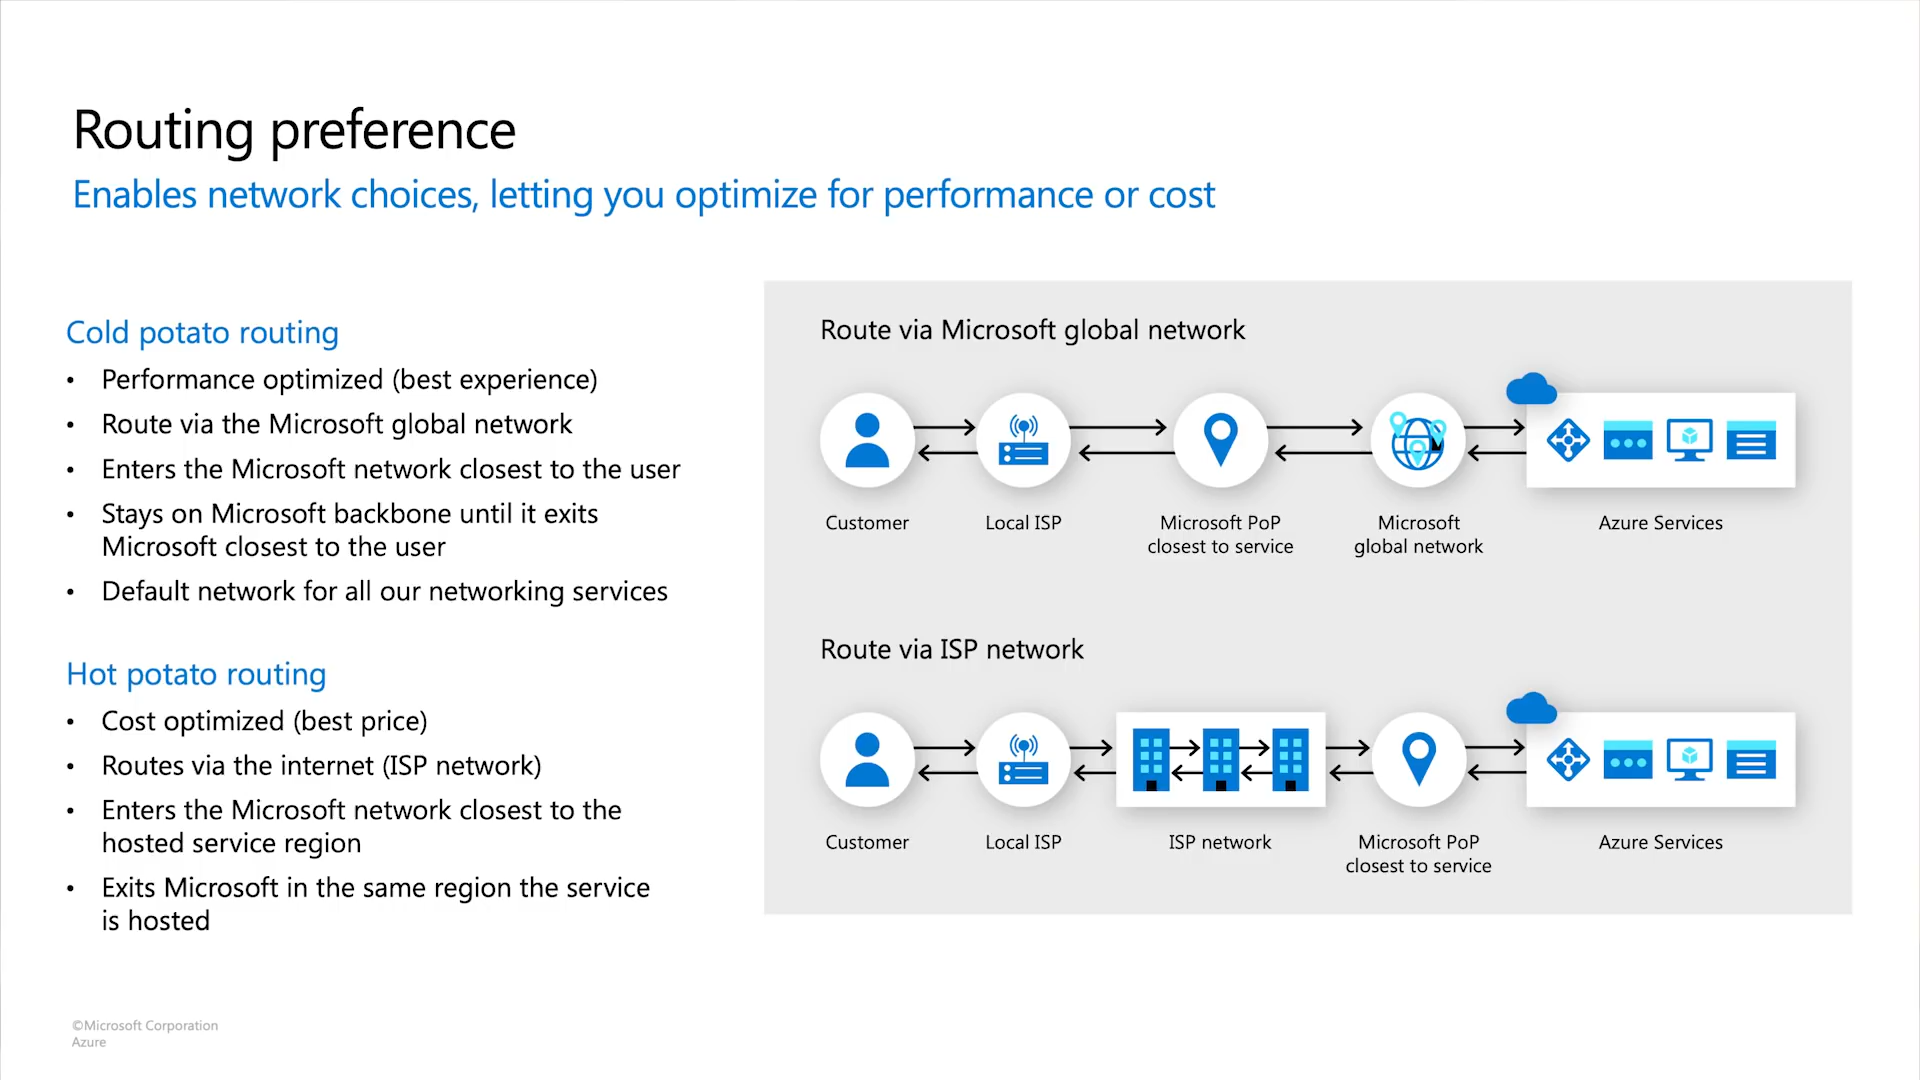 Routing preference
Enables network choices, letting you optimize for performance or cost
Cold potato routing
• Performance optimized (best experience)
• Route via the Microsoft global network
• Enters the Microsoft network closest to the user
• Stays on Microsoft backbone until it exits
Microsoft closest to the user
• Default network for all our networking services
Hot potato routing
• Cost optimized (best price)
• Routes via the internet (ISP network)
• Enters the Microsoft network closest to the
hosted service region
• Exits Microsoft in the same region the service
is hosted
Route via Microsoft global network
Customer
Local ISP
Microsoft PoP
closest to service
Microsoft
global network
Azure Services
Route via ISP network
Customer
Local ISP
ISP network
Microsoft PoP
closest to service
Azure Services
©Microsoft Corporation
Azure